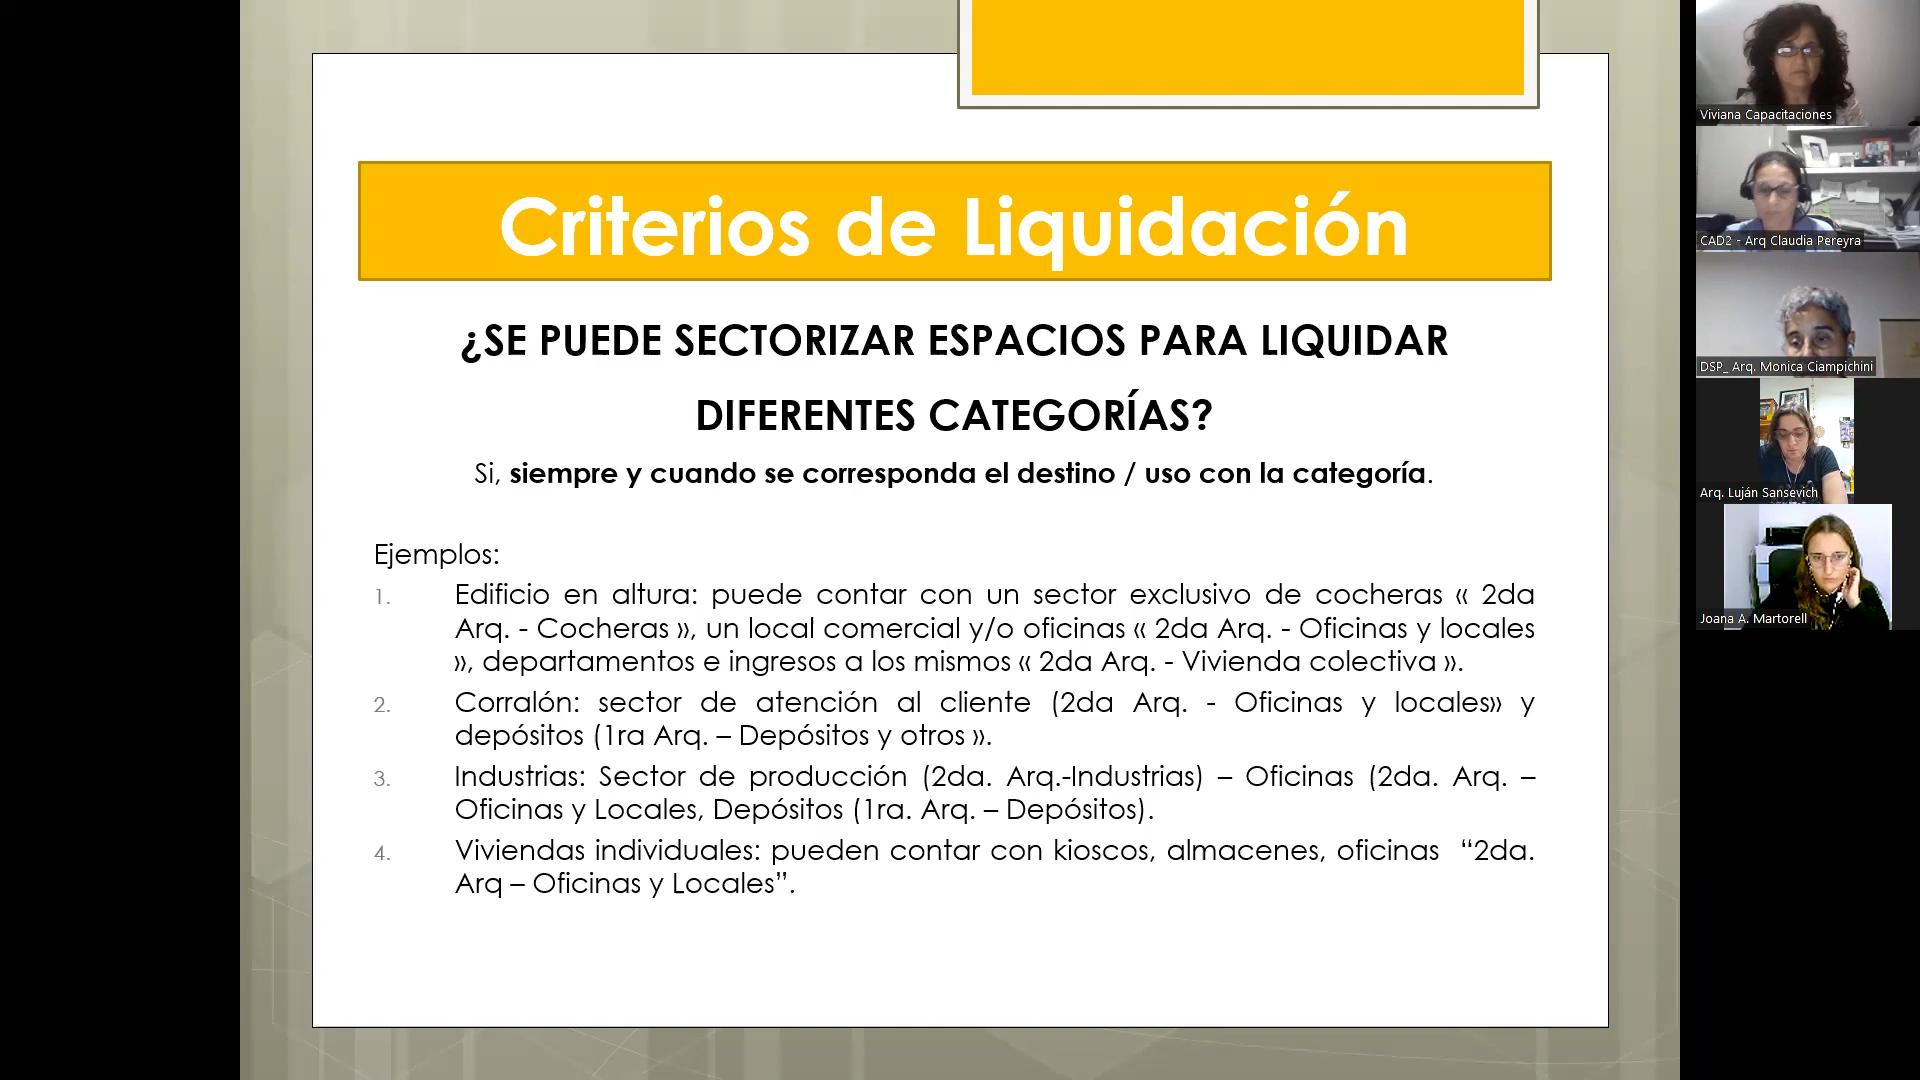 Criterios de Liquidación
¿SE PUEDE SECTORIZAR ESPACIOS PARA LIQUIDAR
DIFERENTES CATEGORÍAS?
Si, siempre y cuando se corresponda el destino / uso con la categoría.
Ejemplos:
1. Edificio en altura: puede contar con un sector exclusivo de cocheras « 2da
Arq. - Cocheras », un local comercial y/o oficinas « 2da Arq. - Oficinas y locales
», departamentos e ingresos a los mismos « 2da Arq. - Vivienda colectiva ».
2. Corralón: sector de atención al cliente (2da Arq. - Oficinas y locales» y
depósitos (1ra Arq. – Depósitos y otros ».
3. Industrias: Sector de producción (2da. Arq.-Industrias) – Oficinas (2da. Arq. –
Oficinas y Locales, Depósitos (1ra. Arq. – Depósitos).
4. Viviendas individuales: pueden contar con kioscos, almacenes, oficinas “2da.
Arq – Oficinas y Locales”.
Viviana Capacitaciones
CAD2 - Arq Claudia Pereyra
DSP_ Arq. Monica Ciampichini
Arq. Luján Sansevich
Joana A. Martorell